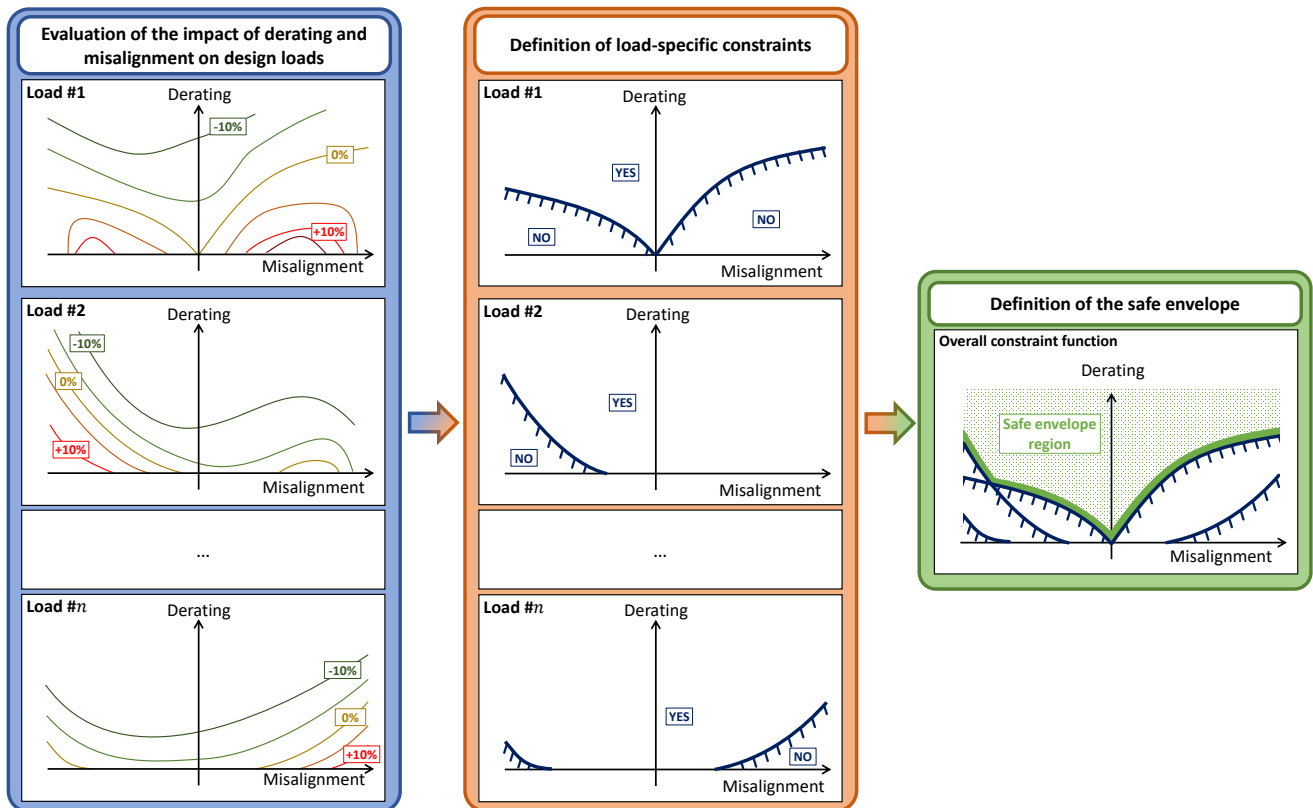 Evaluation of the impact of derating and
misalignment on design loads
Load #1
Derating
-10%
0%
+10%
Misalignment
Load #2
Derating
-10%
0%
+10%
Misalignment
...
Load #n
Derating
-10%
0%
+10%
Misalignment
Definition of load-specific constraints
Load #1
Derating
YES
NO
NO
Misalignment
Load #2
Derating
YES
NO
Misalignment
...
Load #n
Derating
YES
NO
Misalignment
Definition of the safe envelope
Overall constraint function
Derating
Safe envelope
region
Misalignment